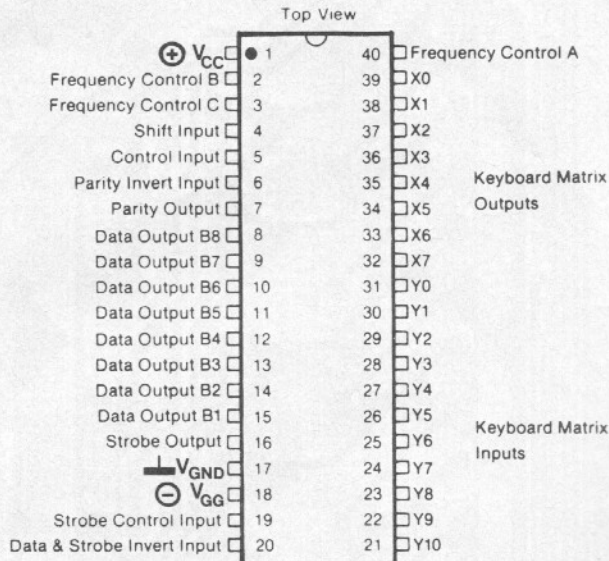 Top View
VCC 1 40 Frequency Control A
Frequency Control B 2 39 X0
Frequency Control C 3 38 X1
Shift Input 4 37 X2
Control Input 5 36 X3
Parity Invert Input 6 35 X4 Keyboard Matrix
Parity Output 7 34 X5 Outputs
Data Output B8 8 33 X6
Data Output B7 9 32 X7
Data Output B6 10 31 Y0
Data Output B5 11 30 Y1
Data Output B4 12 29 Y2
Data Output B3 13 28 Y3
Data Output B2 14 27 Y4
Data Output B1 15 26 Y5 Keyboard Matrix
Strobe Output 16 25 Y6 Inputs
VGND 17 24 Y7
VGG 18 23 Y8
Strobe Control Input 19 22 Y9
Data & Strobe Invert Input 20 21 Y10